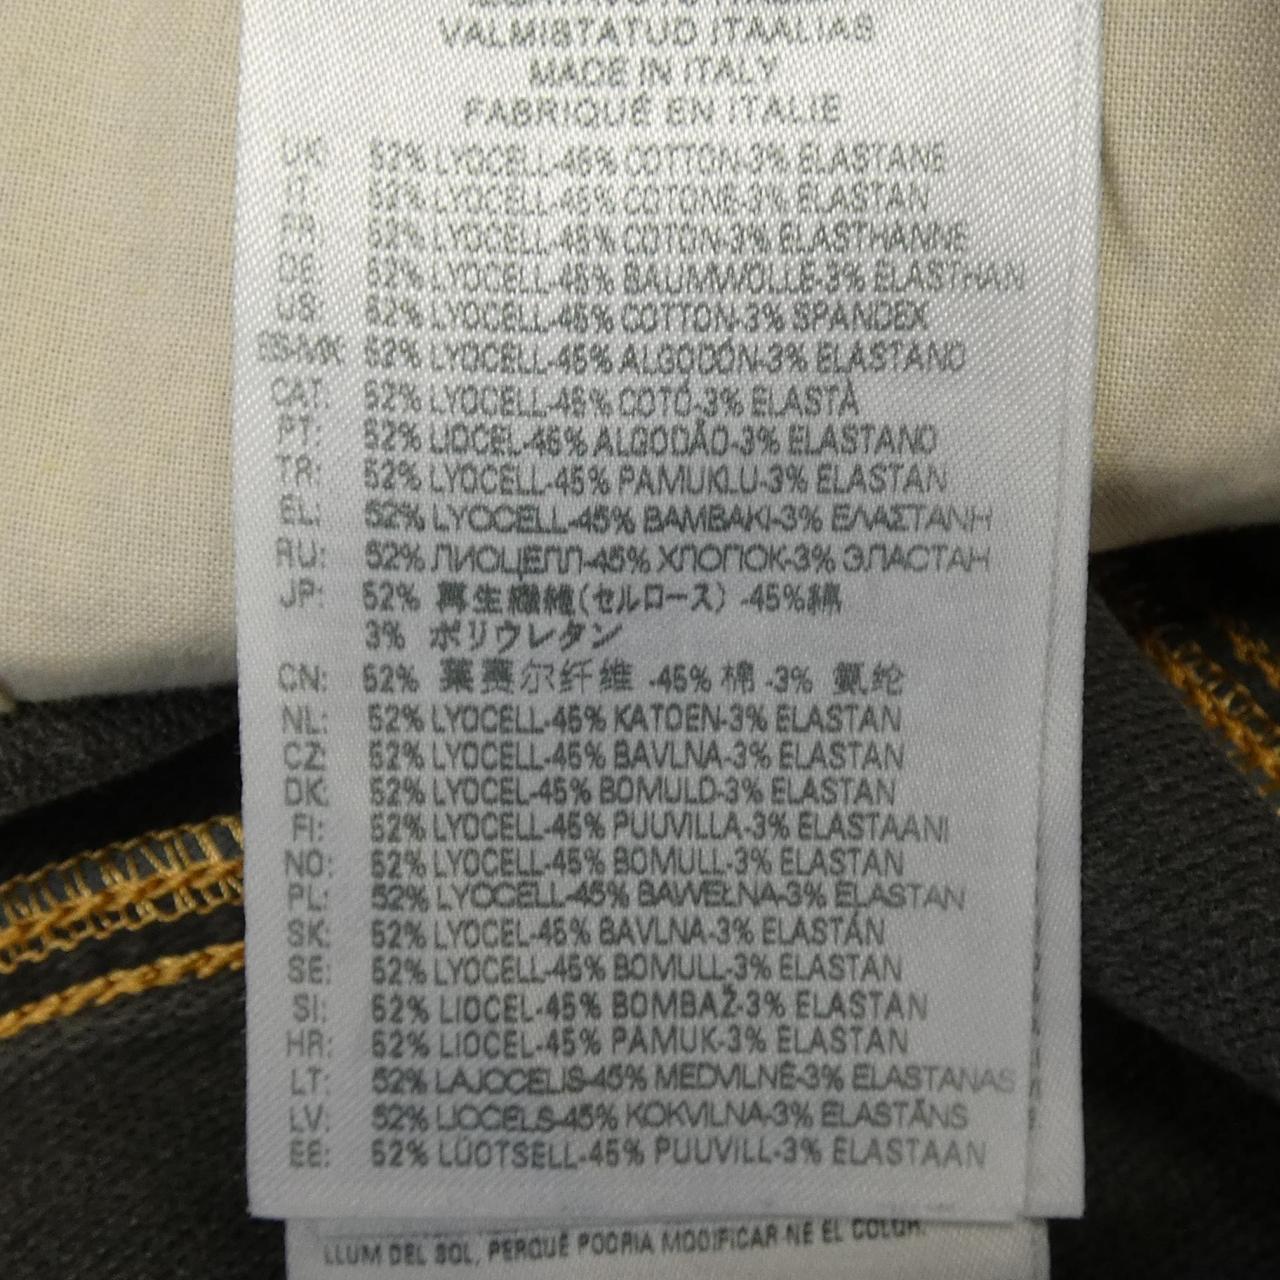 VALMISTATUD ITAALIAS
MADE IN ITALY
FABRIQUÉ EN ITALIE
UK: 52% LYOCELL-45% COTTON-3% ELASTANE
IT: 52% LYOCELL-45% COTONE-3% ELASTAN
FR: 52% LYOCELL-45% COTON-3% ELASTHANNE
DE: 52% LYOCELL-45% BAUMWOLLE-3% ELASTHAN
US: 52% LYOCELL-45% COTTON-3% SPANDEX
ES-MX: 52% LYOCELL-45% ALGODÓN-3% ELASTANO
CAT: 52% LYOCELL-45% COTÓ-3% ELASTÀ
PT: 52% LIOCEL-45% ALGODÃO-3% ELASTANO
TR: 52% LYOCELL-45% PAMUKLU-3% ELASTAN
EL: 52% LYOCELL-45% ΒΑΜΒΑΚΙ-3% ΕΛΑΣΤΑΝΗ
RU: 52% ЛИОЦЕЛЛ-45% ХЛОПОК-3% ЭЛАСТАН
JP: 52% 再生繊維(セルロース) -45%綿
3% ポリウレタン
CN: 52% 莱赛尔纤维 -45% 棉 -3% 氨纶
NL: 52% LYOCELL-45% KATOEN-3% ELASTAN
CZ: 52% LYOCELL-45% BAVLNA-3% ELASTAN
DK: 52% LYOCEL-45% BOMULD-3% ELASTAN
FI: 52% LYOCELL-45% PUUVILLA-3% ELASTAANI
NO: 52% LYOCELL-45% BOMULL-3% ELASTAN
PL: 52% LYOCELL-45% BAWEŁNA-3% ELASTAN
SK: 52% LYOCEL-45% BAVLNA-3% ELASTÁN
SE: 52% LYOCELL-45% BOMULL-3% ELASTAN
SI: 52% LIOCEL-45% BOMBAŽ-3% ELASTAN
HR: 52% LIOCEL-45% PAMUK-3% ELASTAN
LT: 52% LAJOCELIS-45% MEDVILNĖ-3% ELASTANAS
LV: 52% LIOCELS-45% KOKVILNA-3% ELASTĀNS
EE: 52% LÜOTSELL-45% PUUVILL-3% ELASTAAN
LLUM DEL SOL, PERQUÈ PODRIA MODIFICAR-NE EL COLOR.